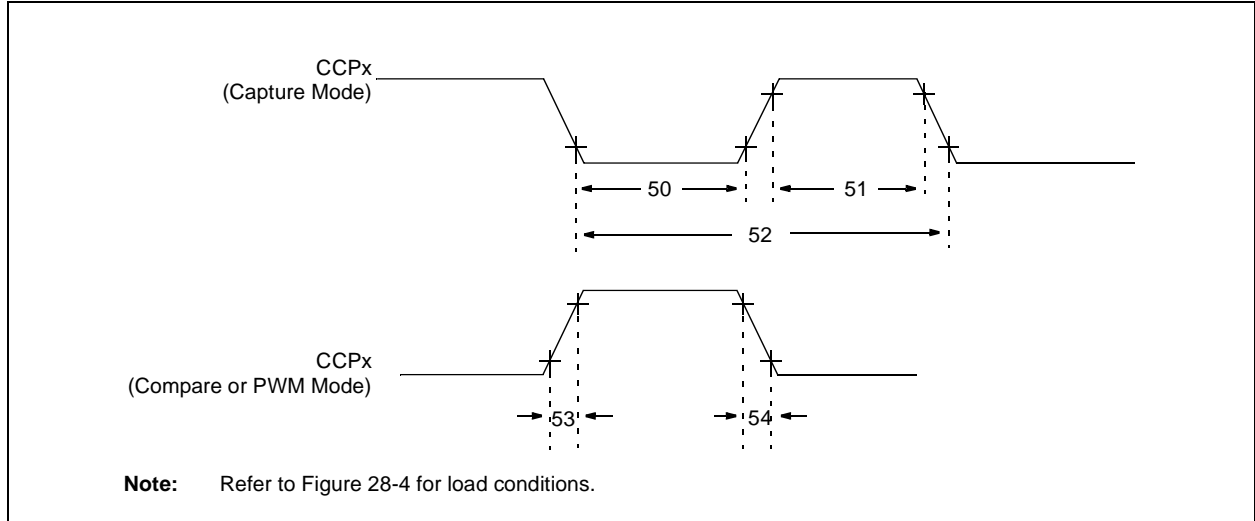 CCPx
(Capture Mode)
50
51
52
CCPx
(Compare or PWM Mode)
53
54
Note: Refer to Figure 28-4 for load conditions.